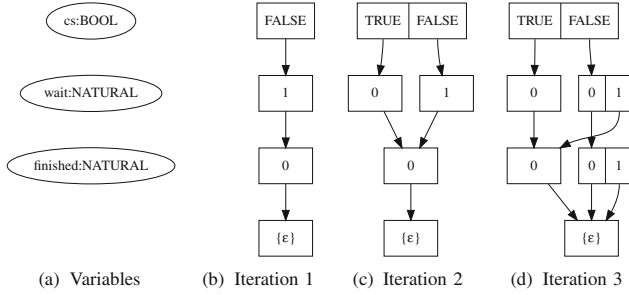 cs:BOOL FALSE TRUE FALSE TRUE FALSE
wait:NATURAL 1 0 1 0 0 1
finished:NATURAL 0 0 0 0 1
{ε} {ε} {ε}
(a) Variables (b) Iteration 1 (c) Iteration 2 (d) Iteration 3